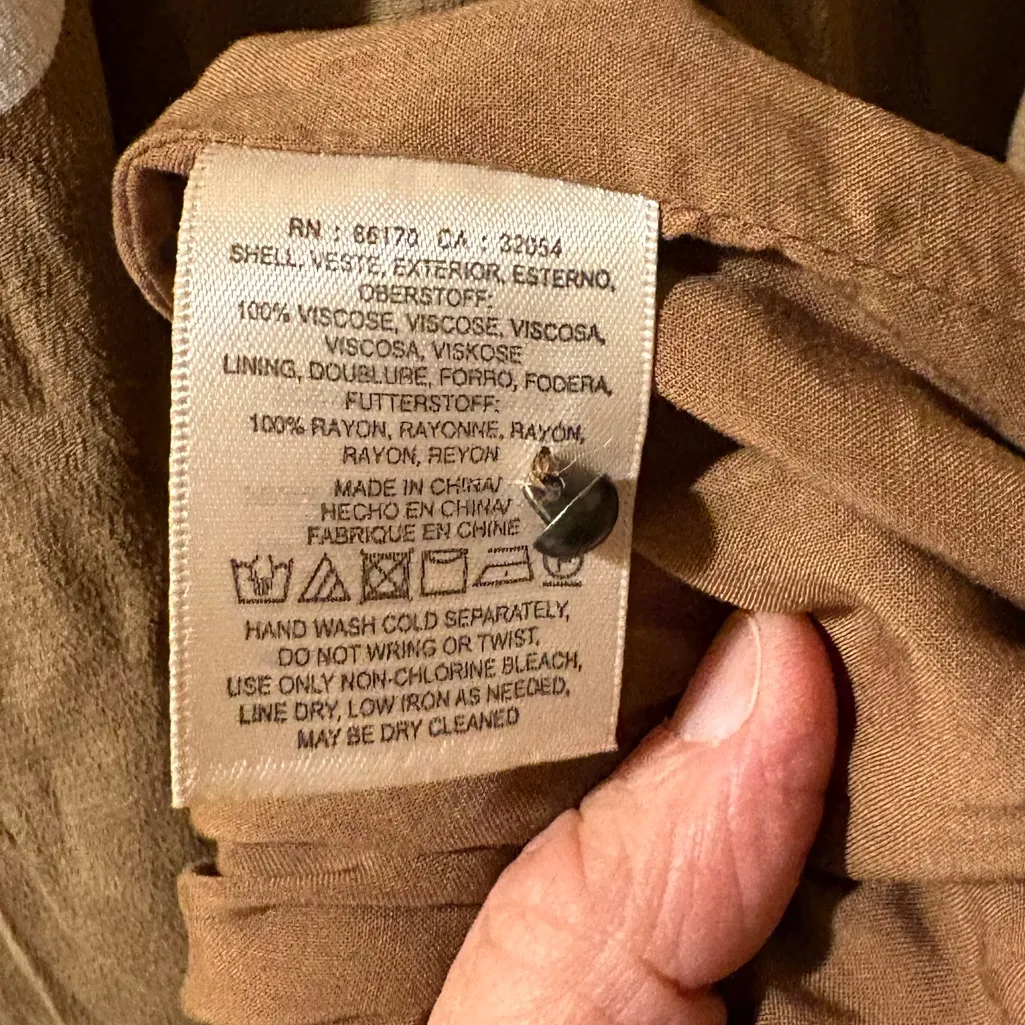 RN : 66170 CA : 32054
SHELL, VESTE, EXTERIOR, ESTERNO,
OBERSTOFF:
100% VISCOSE, VISCOSE, VISCOSA,
VISCOSA, VISKOSE
LINING, DOUBLURE, FORRO, FODERA,
FUTTERSTOFF:
100% RAYON, RAYONNE, RAYON,
RAYON, REYON
MADE IN CHINA/
HECHO EN CHINA/
FABRIQUE EN CHINE
HAND WASH COLD SEPARATELY,
DO NOT WRING OR TWIST,
USE ONLY NON-CHLORINE BLEACH,
LINE DRY, LOW IRON AS NEEDED,
MAY BE DRY CLEANED